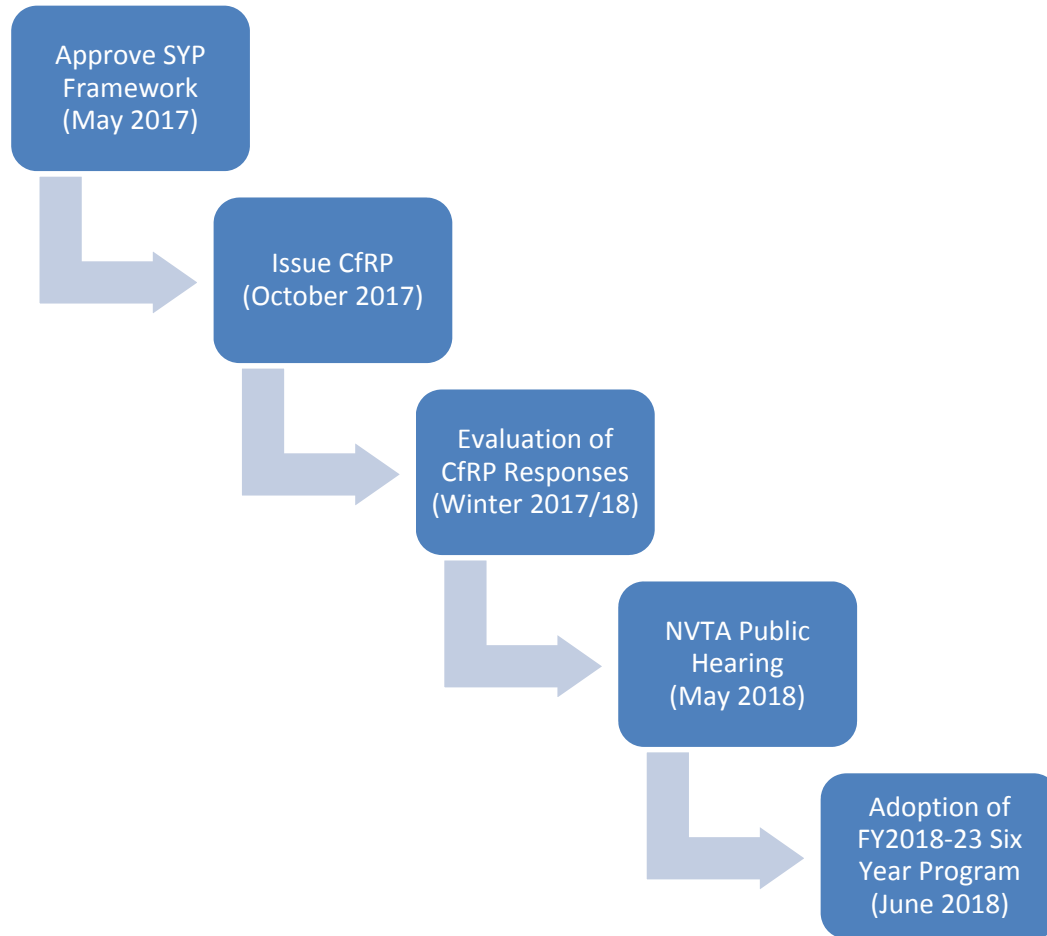 Approve SYP
Framework
(May 2017)
Issue CfRP
(October 2017)
Evaluation of
CfRP Responses
(Winter 2017/18)
NVTA Public
Hearing
(May 2018)
Adoption of
FY2018-23 Six
Year Program
(June 2018)